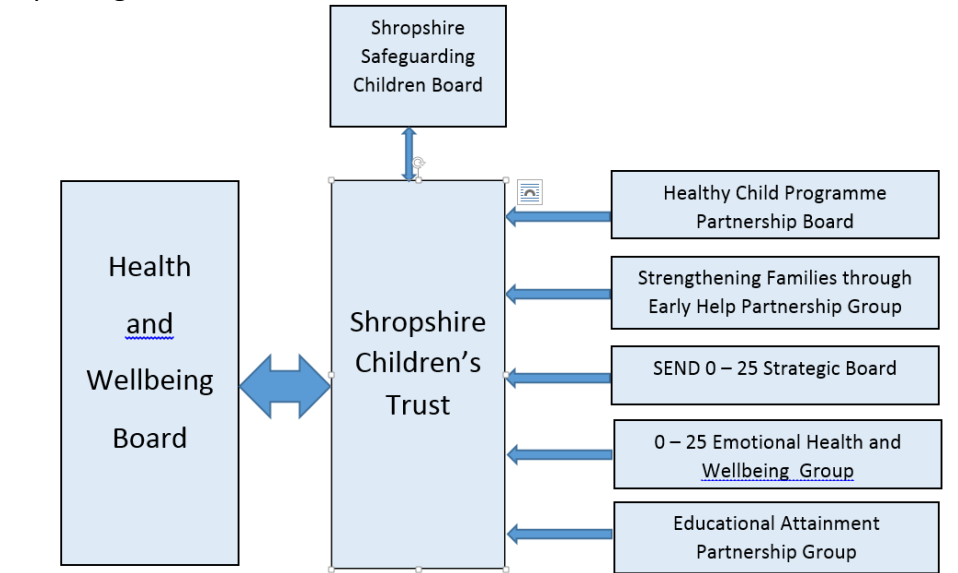 Shropshire
Safeguarding
Children Board
Health
and
Wellbeing
Board
Shropshire
Children’s
Trust
Healthy Child Programme
Partnership Board
Strengthening Families through
Early Help Partnership Group
SEND 0 – 25 Strategic Board
0 – 25 Emotional Health and
Wellbeing  Group
Educational Attainment
Partnership Group